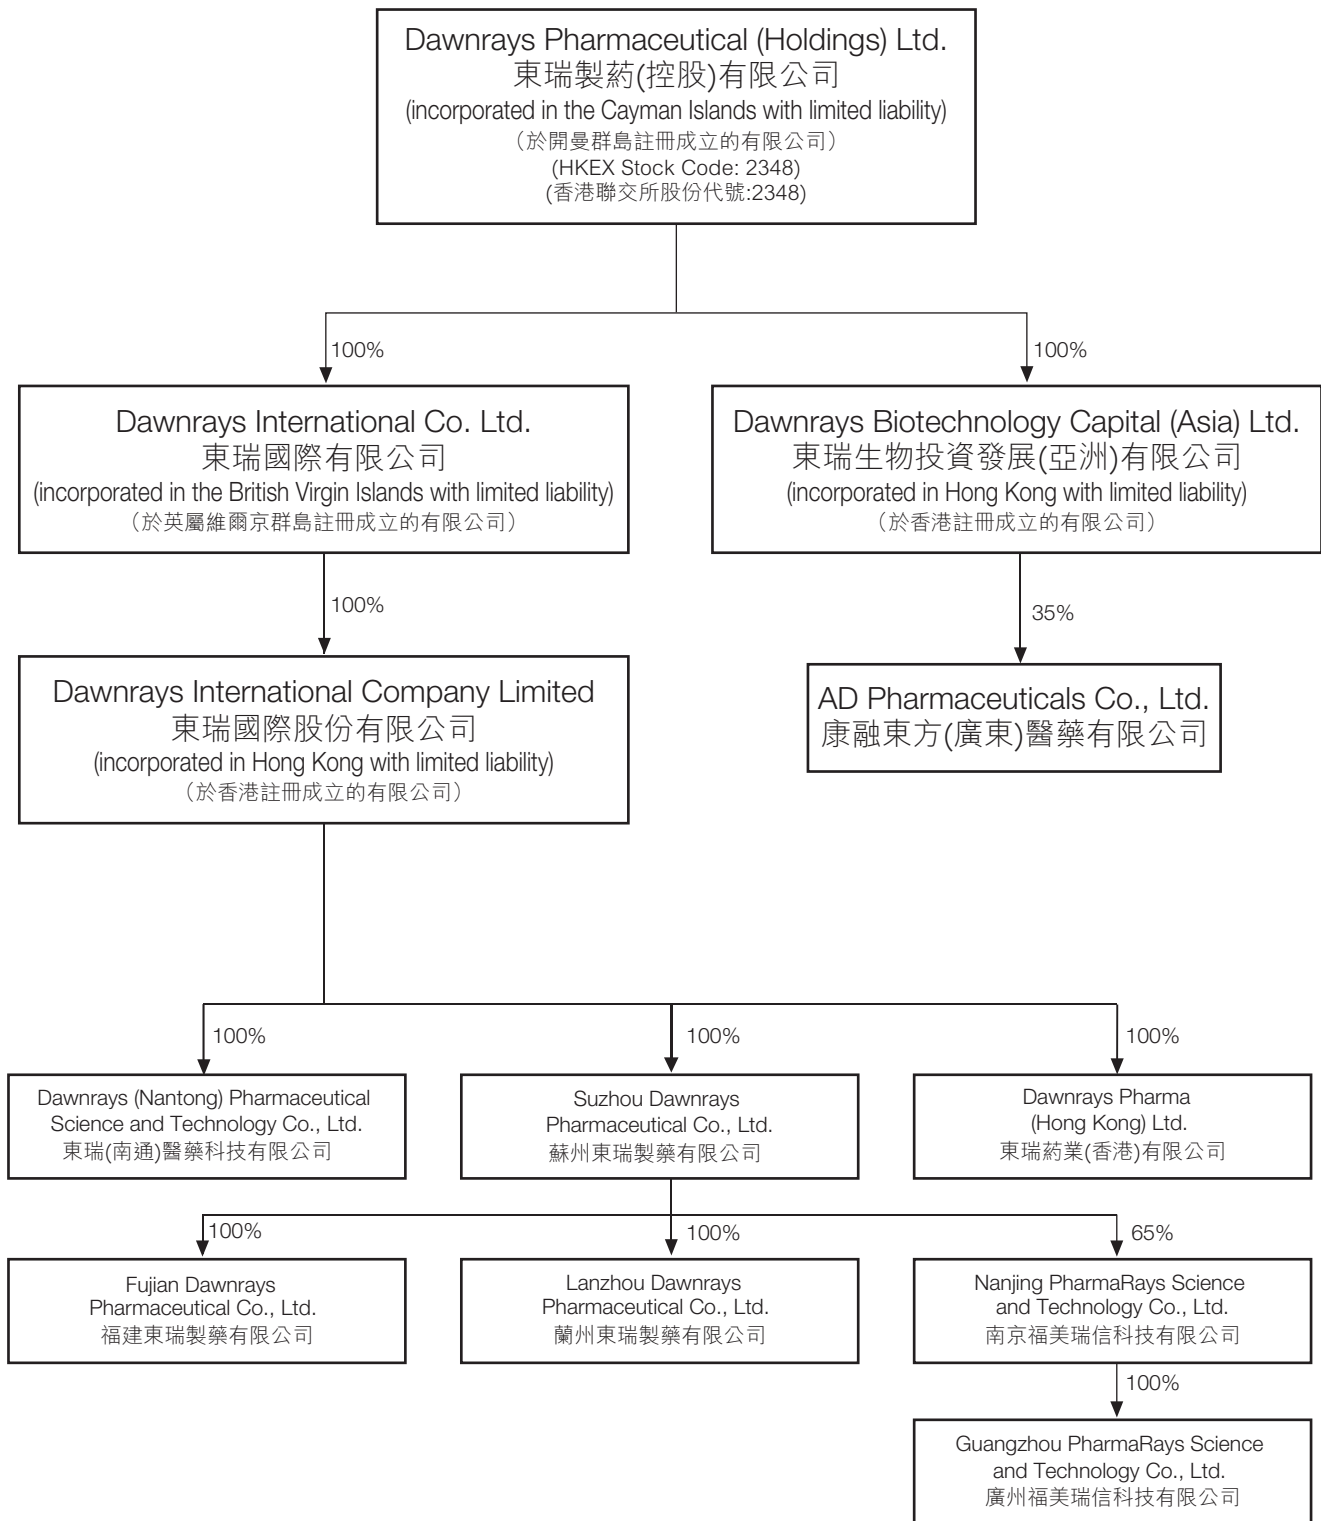 Dawnrays Pharmaceutical (Holdings) Ltd.
東瑞製葯(控股)有限公司
(incorporated in the Cayman Islands with limited liability)
（於開曼群島註冊成立的有限公司）
(HKEX Stock Code: 2348)
(香港聯交所股份代號:2348)
100%
100%
Dawnrays International Co. Ltd.
東瑞國際有限公司
(incorporated in the British Virgin Islands with limited liability)
（於英屬維爾京群島註冊成立的有限公司）
Dawnrays Biotechnology Capital (Asia) Ltd.
東瑞生物投資發展(亞洲)有限公司
(incorporated in Hong Kong with limited liability)
（於香港註冊成立的有限公司）
100%
35%
Dawnrays International Company Limited
東瑞國際股份有限公司
(incorporated in Hong Kong with limited liability)
（於香港註冊成立的有限公司）
AD Pharmaceuticals Co., Ltd.
康融東方(廣東)醫藥有限公司
100%
100%
100%
Dawnrays (Nantong) Pharmaceutical
Science and Technology Co., Ltd.
東瑞(南通)醫藥科技有限公司
Suzhou Dawnrays
Pharmaceutical Co., Ltd.
蘇州東瑞製藥有限公司
Dawnrays Pharma
(Hong Kong) Ltd.
東瑞葯業(香港)有限公司
100%
100%
65%
Fujian Dawnrays
Pharmaceutical Co., Ltd.
福建東瑞製藥有限公司
Lanzhou Dawnrays
Pharmaceutical Co., Ltd.
蘭州東瑞製藥有限公司
Nanjing PharmaRays Science
and Technology Co., Ltd.
南京福美瑞信科技有限公司
100%
Guangzhou PharmaRays Science
and Technology Co., Ltd.
廣州福美瑞信科技有限公司